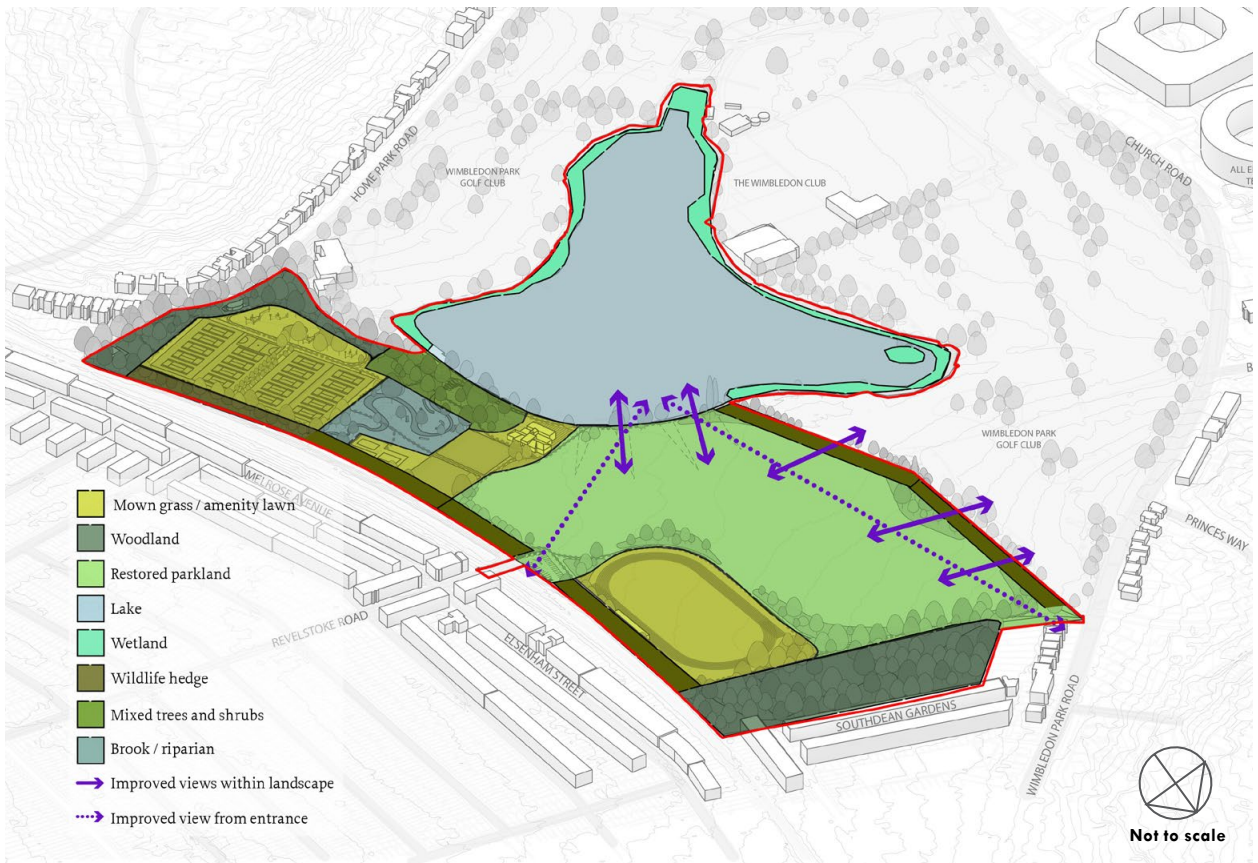 HOME PARK ROAD
WIMBLEDON PARK
GOLF CLUB
THE WIMBLEDON CLUB
CHURCH ROAD
ALL
WIMBLEDON PARK
GOLF CLUB
PRINCES WAY
MELROSE AVENUE
REVELSTOKE ROAD
ELSENHAM STREET
SOUTHDEAN GARDENS
WIMBLEDON PARK ROAD
Mown grass / amenity lawn
Woodland
Restored parkland
Lake
Wetland
Wildlife hedge
Mixed trees and shrubs
Brook / riparian
Improved views within landscape
Improved view from entrance
Not to scale